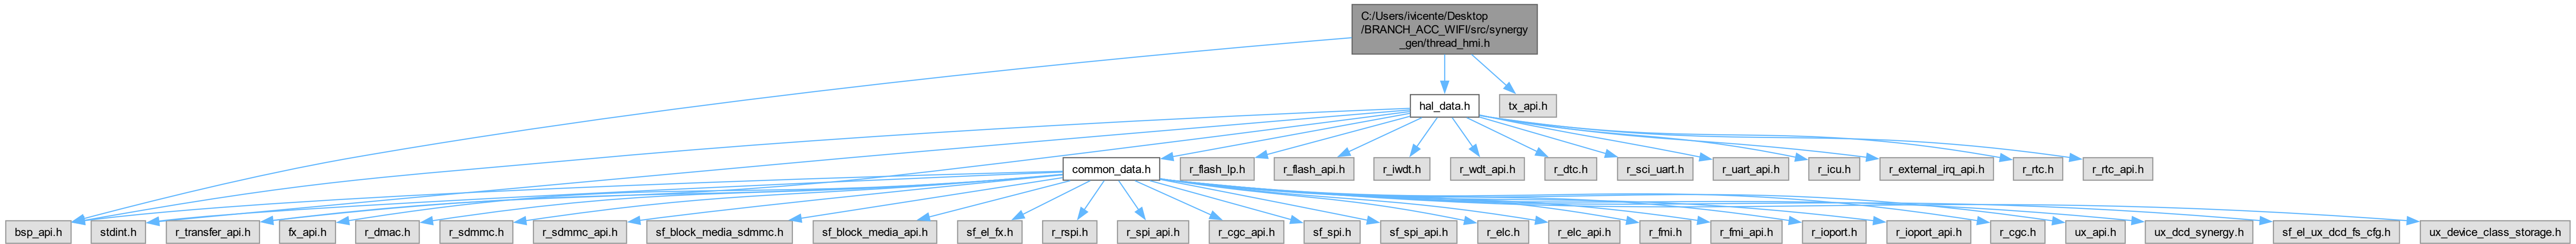 C:/Users/ivicente/Desktop
/BRANCH_ACC_WIFI/src/synergy
_gen/thread_hmi.h
hal_data.h
tx_api.h
common_data.h
r_flash_lp.h
r_flash_api.h
r_iwdt.h
r_wdt_api.h
r_dtc.h
r_sci_uart.h
r_uart_api.h
r_icu.h
r_external_irq_api.h
r_rtc.h
r_rtc_api.h
bsp_api.h
stdint.h
r_transfer_api.h
fx_api.h
r_dmac.h
r_sdmmc.h
r_sdmmc_api.h
sf_block_media_sdmmc.h
sf_block_media_api.h
sf_el_fx.h
r_rspi.h
r_spi_api.h
r_cgc_api.h
sf_spi.h
sf_spi_api.h
r_elc.h
r_elc_api.h
r_fmi.h
r_fmi_api.h
r_ioport.h
r_ioport_api.h
r_cgc.h
ux_api.h
ux_dcd_synergy.h
sf_el_ux_dcd_fs_cfg.h
ux_device_class_storage.h